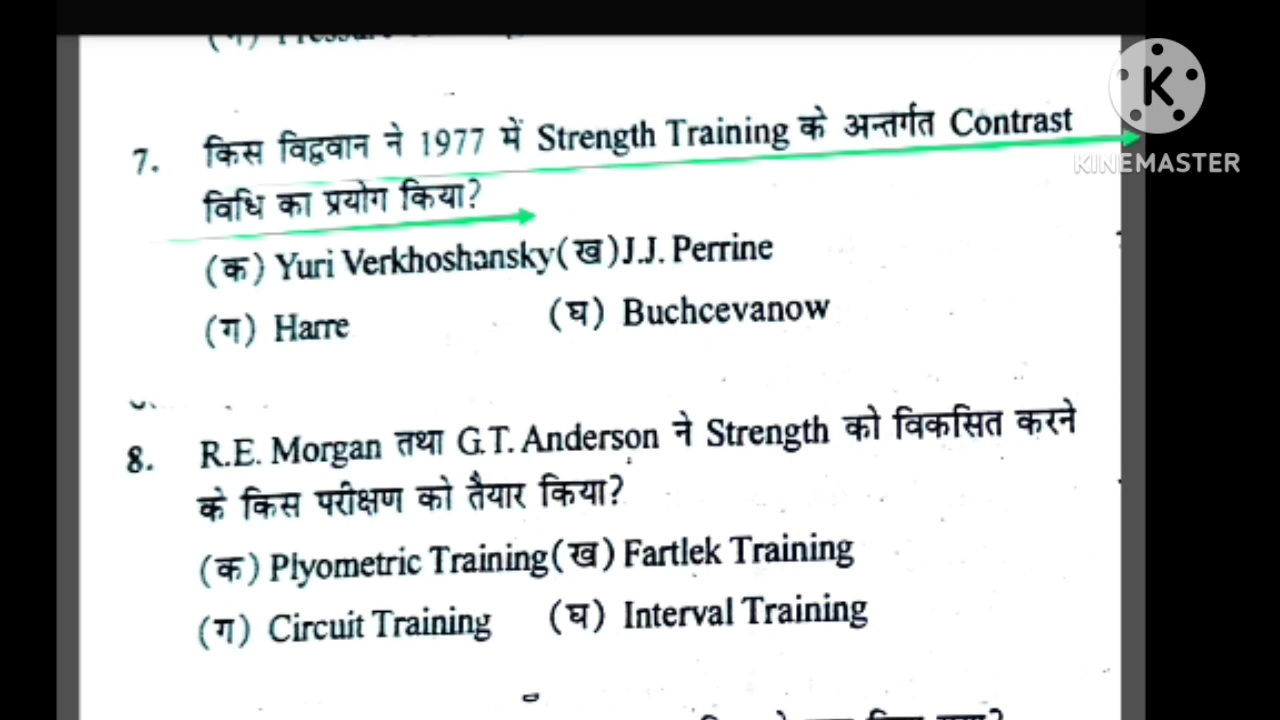 K
KINEMASTER
7. किस विद्ववान ने 1977 में Strength Training के अन्तर्गत Contrast
विधि का प्रयोग किया?
(क) Yuri Verkhoshansky (ख) J.J. Perrine
(ग) Harre (घ) Buchcevanow
8. R.E. Morgan तथा G.T. Anderson ने Strength को विकसित करने
के किस परीक्षण को तैयार किया?
(क) Plyometric Training (ख) Fartlek Training
(ग) Circuit Training (घ) Interval Training